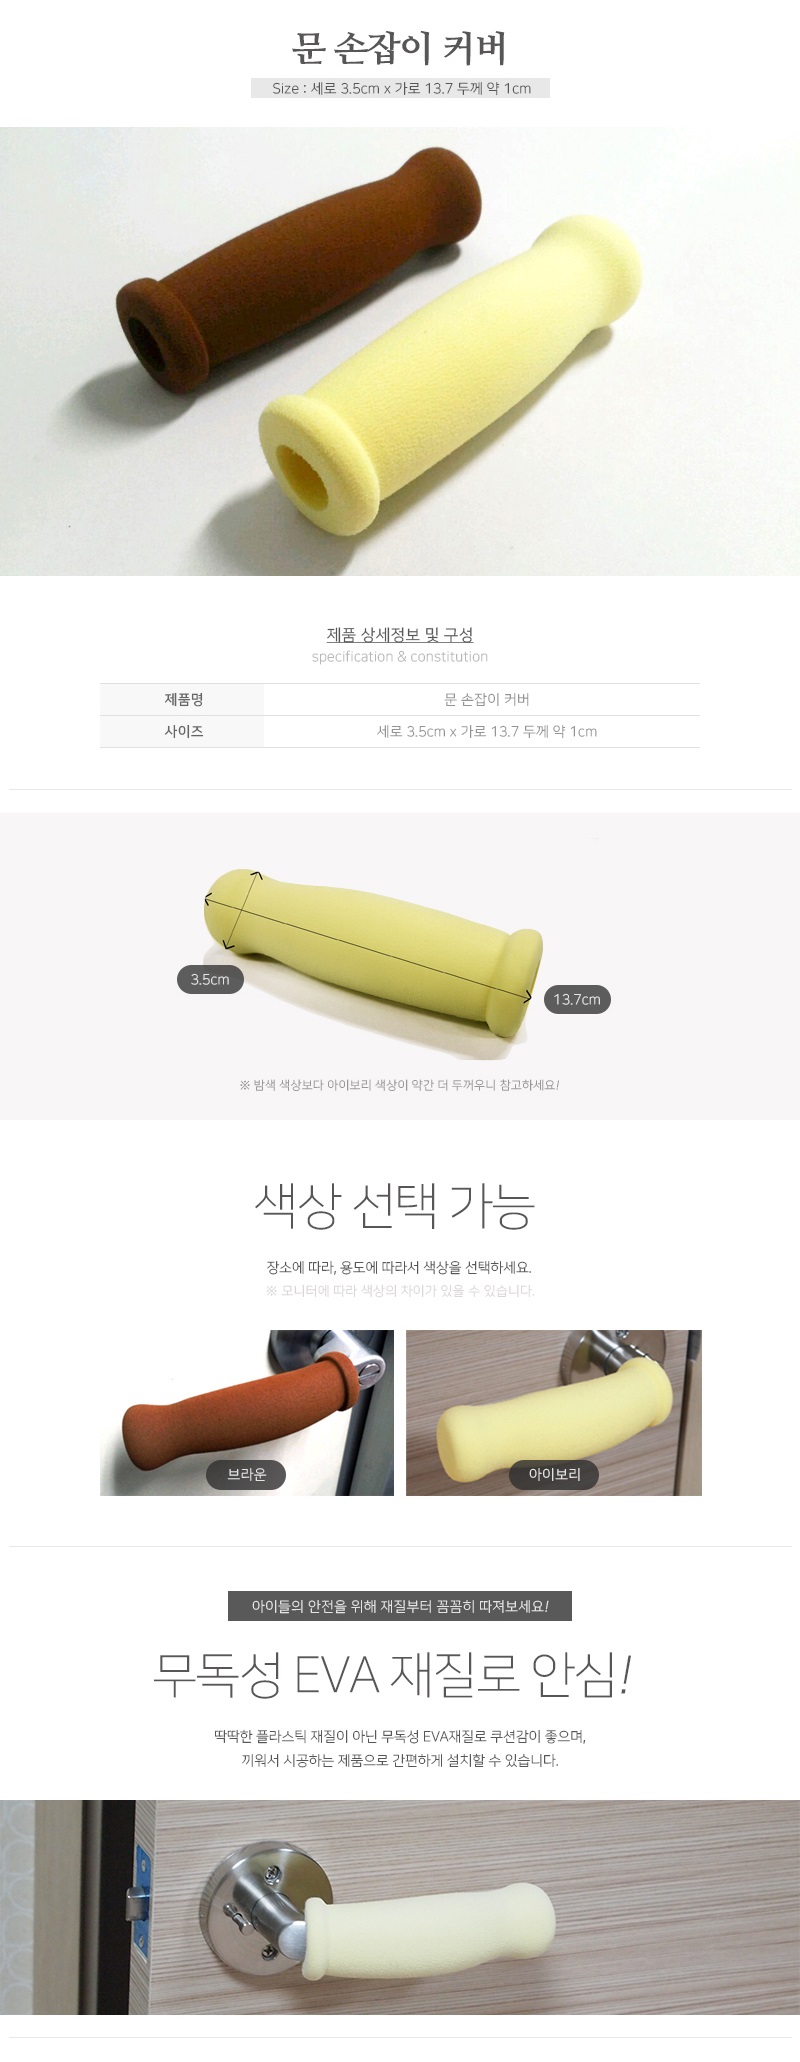 문 손잡이 커버
Size : 세로 3.5cm x 가로 13.7 두께 약 1cm
제품 상세정보 및 구성
specification & constitution
제품명 문 손잡이 커버
사이즈 세로 3.5cm x 가로 13.7 두께 약 1cm
3.5cm
13.7cm
※ 밤색 색상보다 아이보리 색상이 약간 더 두꺼우니 참고하세요!
색상 선택 가능
장소에 따라, 용도에 따라서 색상을 선택하세요.
※ 모니터에 따라 색상의 차이가 있을 수 있습니다.
브라운
아이보리
아이들의 안전을 위해 재질부터 꼼꼼히 따져보세요!
무독성 EVA 재질로 안심!
딱딱한 플라스틱 재질이 아닌 무독성 EVA재질로 쿠션감이 좋으며,
끼워서 시공하는 제품으로 간편하게 설치할 수 있습니다.